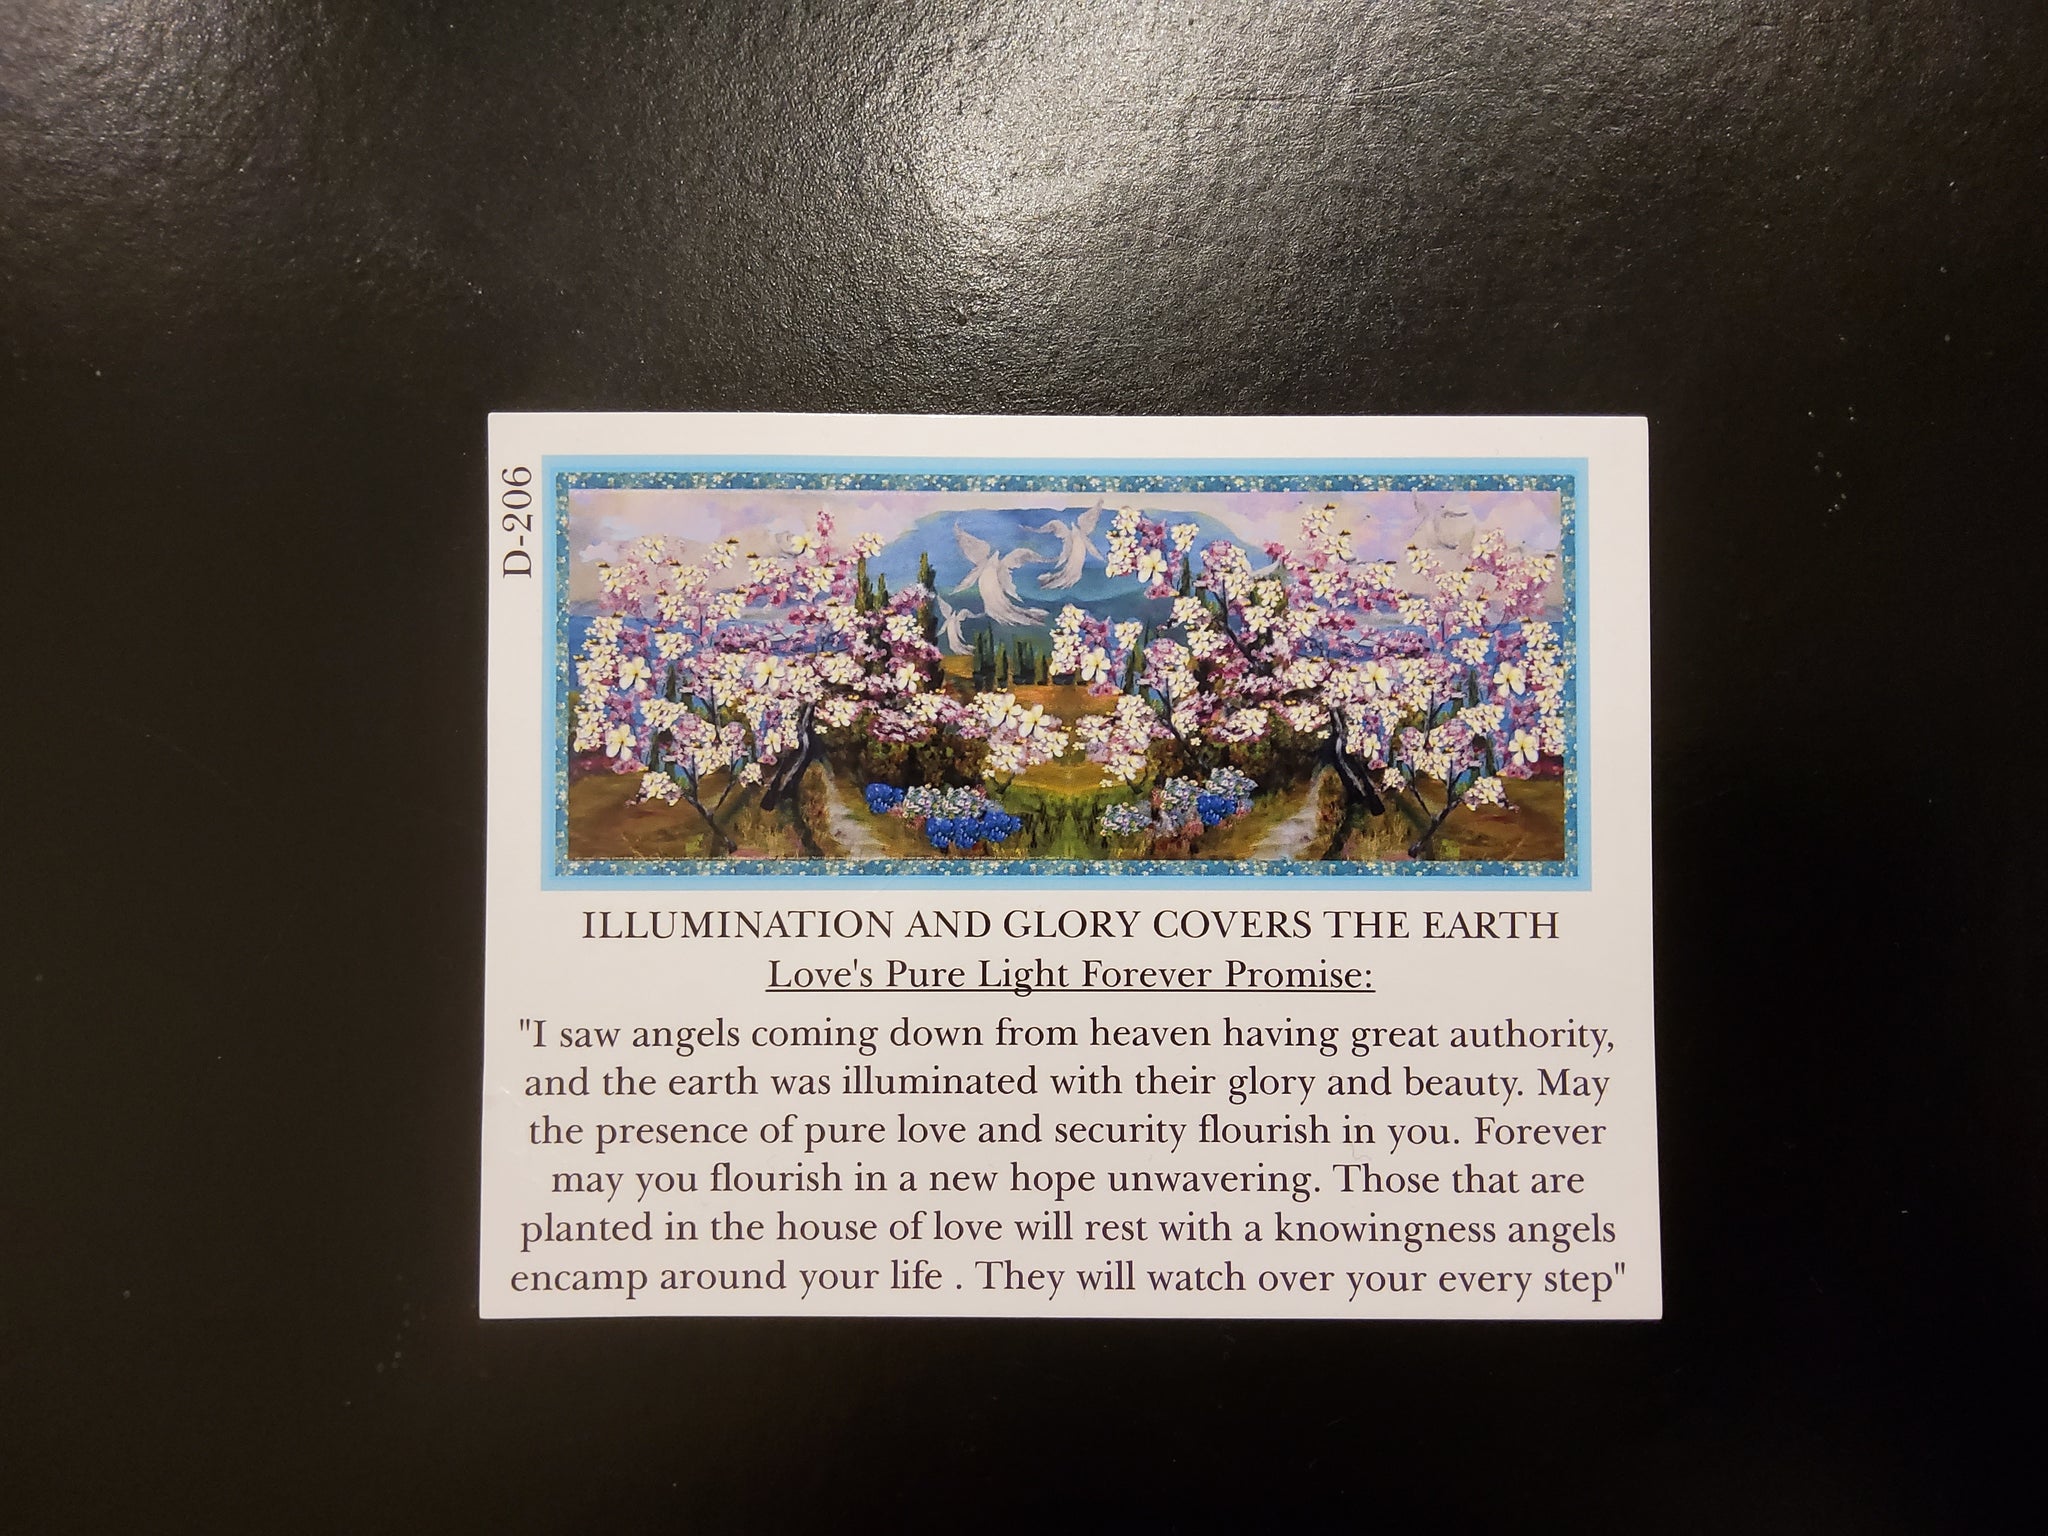 D-206
ILLUMINATION AND GLORY COVERS THE EARTH
Love's Pure Light Forever Promise:
"I saw angels coming down from heaven having great authority,
and the earth was illuminated with their glory and beauty. May
the presence of pure love and security flourish in you. Forever
may you flourish in a new hope unwavering. Those that are
planted in the house of love will rest with a knowingness angels
encamp around your life . They will watch over your every step"